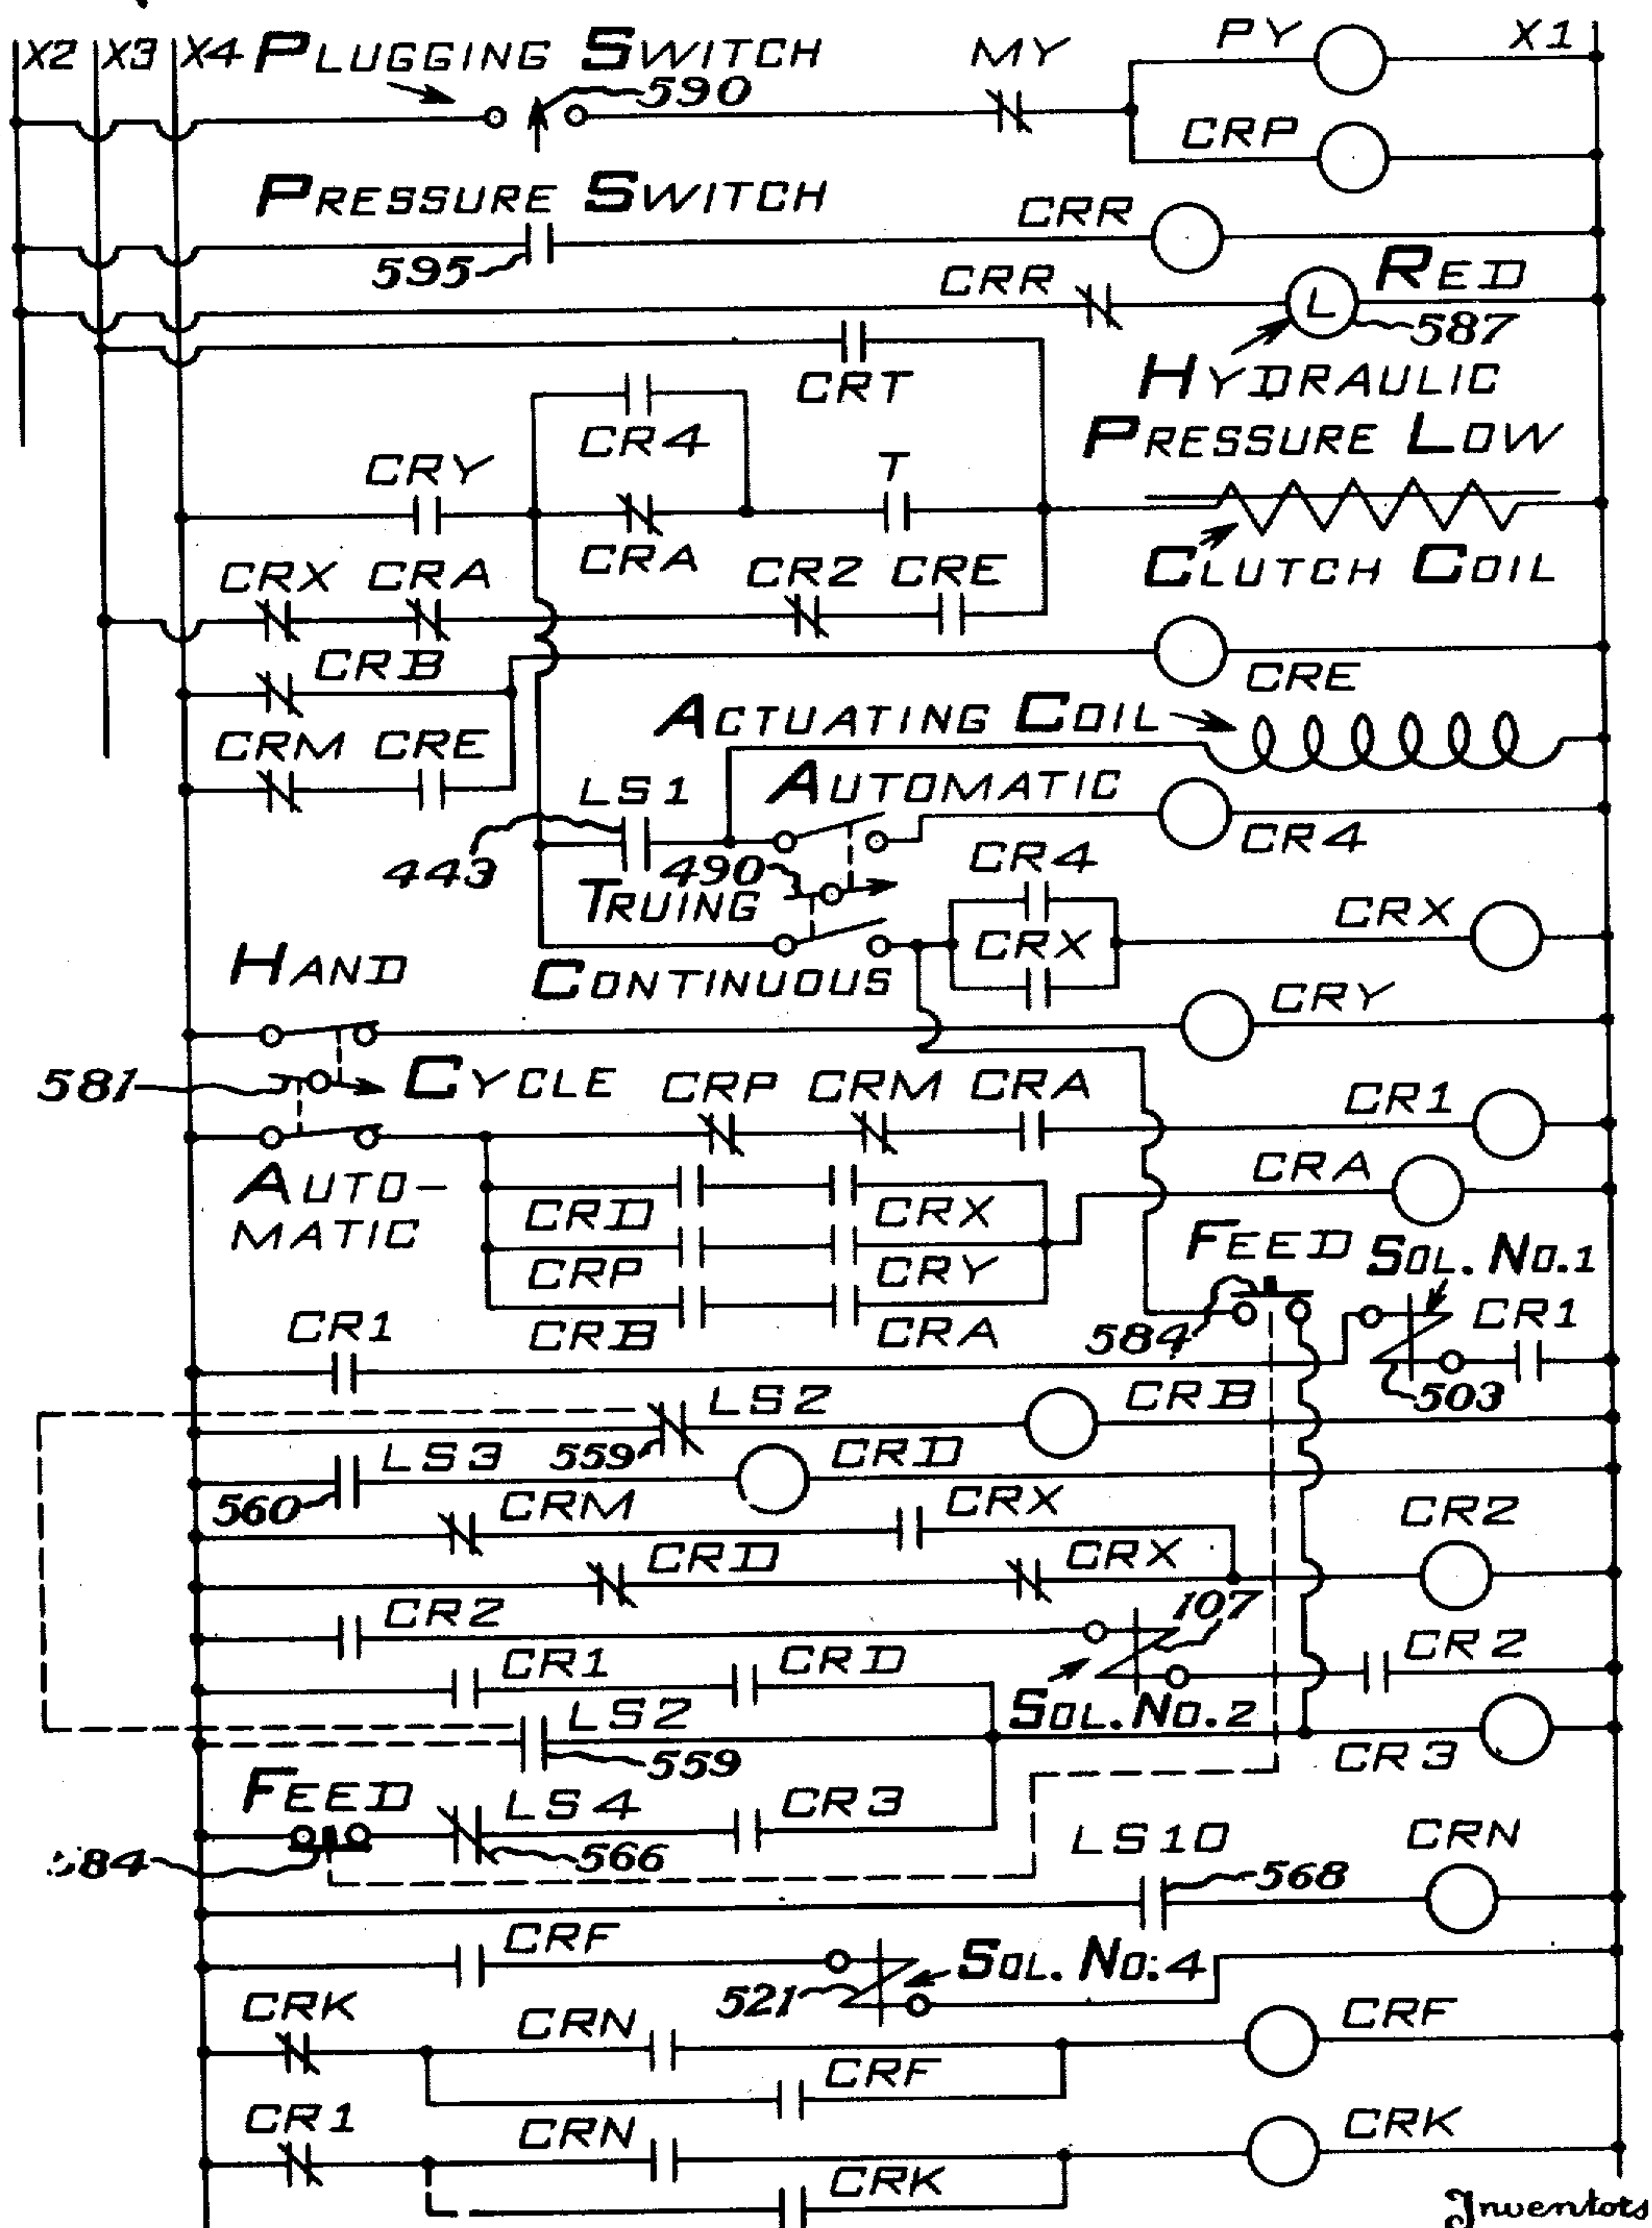 X2 X3 X4 PLUGGING SWITCH MY PY X1
590
CRP
PRESSURE SWITCH
CRR
595
CRR L RED
587
CRT HYDRAULIC
CR4 PRESSURE LOW
CRY T
CRA CLUTCH COIL
CRX CRA CR2 CRE
CRB CRE
ACTUATING COIL
CRM CRE
LS1 AUTOMATIC
443 490 CR4 CR4
TRUING
CRX CRX
HAND CONTINUOUS
CRY
581 CYCLE CRP CRM CRA CR1
AUTO-
MATIC
CRD CRX CRA
FEED SOL. NO.1
CRP CRY
CR1 CRB CRA 584 CR1
503
LS2 CRB
LS3 559 CRD
560 CRM CRX CR2
CRD CRX
CR2 107
CR1 CRD CR2
LS2 SOL. NO. 2
559 CR3
FEED LS4 CR3
584 566 LS10 CRN
568
CRF SOL. NO. 4
521
CRK CRN CRF
CRF
CR1 CRN CRK
CRK
Inventors